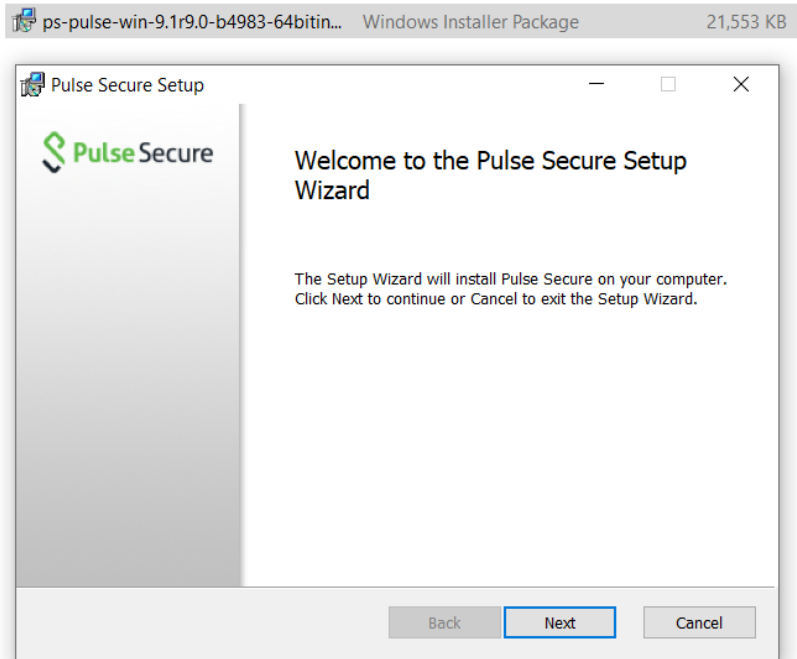 ps-pulse-win-9.1r9.0-b4983-64bitin... Windows Installer Package 21,553 KB
Pulse Secure Setup
Pulse Secure
Welcome to the Pulse Secure Setup
Wizard
The Setup Wizard will install Pulse Secure on your computer.
Click Next to continue or Cancel to exit the Setup Wizard.
Back Next Cancel